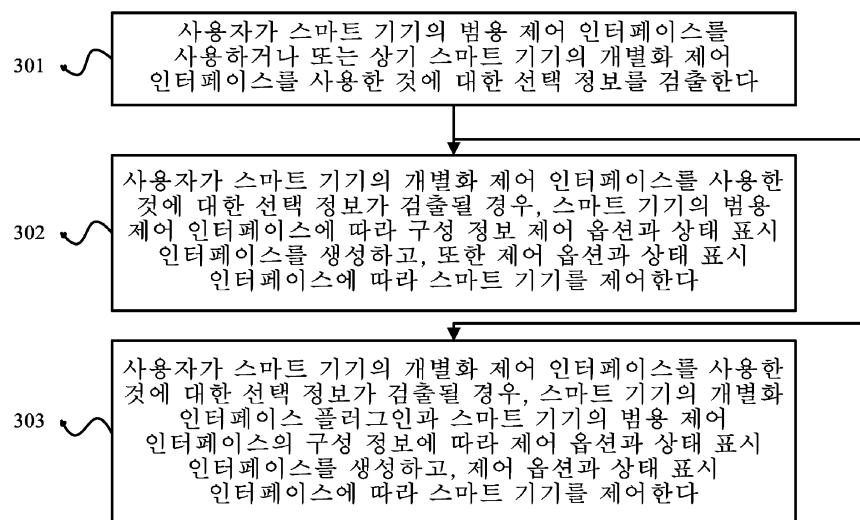 301
사용자가 스마트 기기의 범용 제어 인터페이스를
사용하거나 또는 상기 스마트 기기의 개별화 제어
인터페이스를 사용한 것에 대한 선택 정보를 검출한다
302
사용자가 스마트 기기의 개별화 제어 인터페이스를 사용한
것에 대한 선택 정보가 검출될 경우, 스마트 기기의 범용
제어 인터페이스에 따라 구성 정보 제어 옵션과 상태 표시
인터페이스를 생성하고, 또한 제어 옵션과 상태 표시
인터페이스에 따라 스마트 기기를 제어한다
303
사용자가 스마트 기기의 개별화 제어 인터페이스를 사용한
것에 대한 선택 정보가 검출될 경우, 스마트 기기의 개별화
인터페이스 플러그인과 스마트 기기의 범용 제어
인터페이스의 구성 정보에 따라 제어 옵션과 상태 표시
인터페이스를 생성하고, 제어 옵션과 상태 표시
인터페이스에 따라 스마트 기기를 제어한다